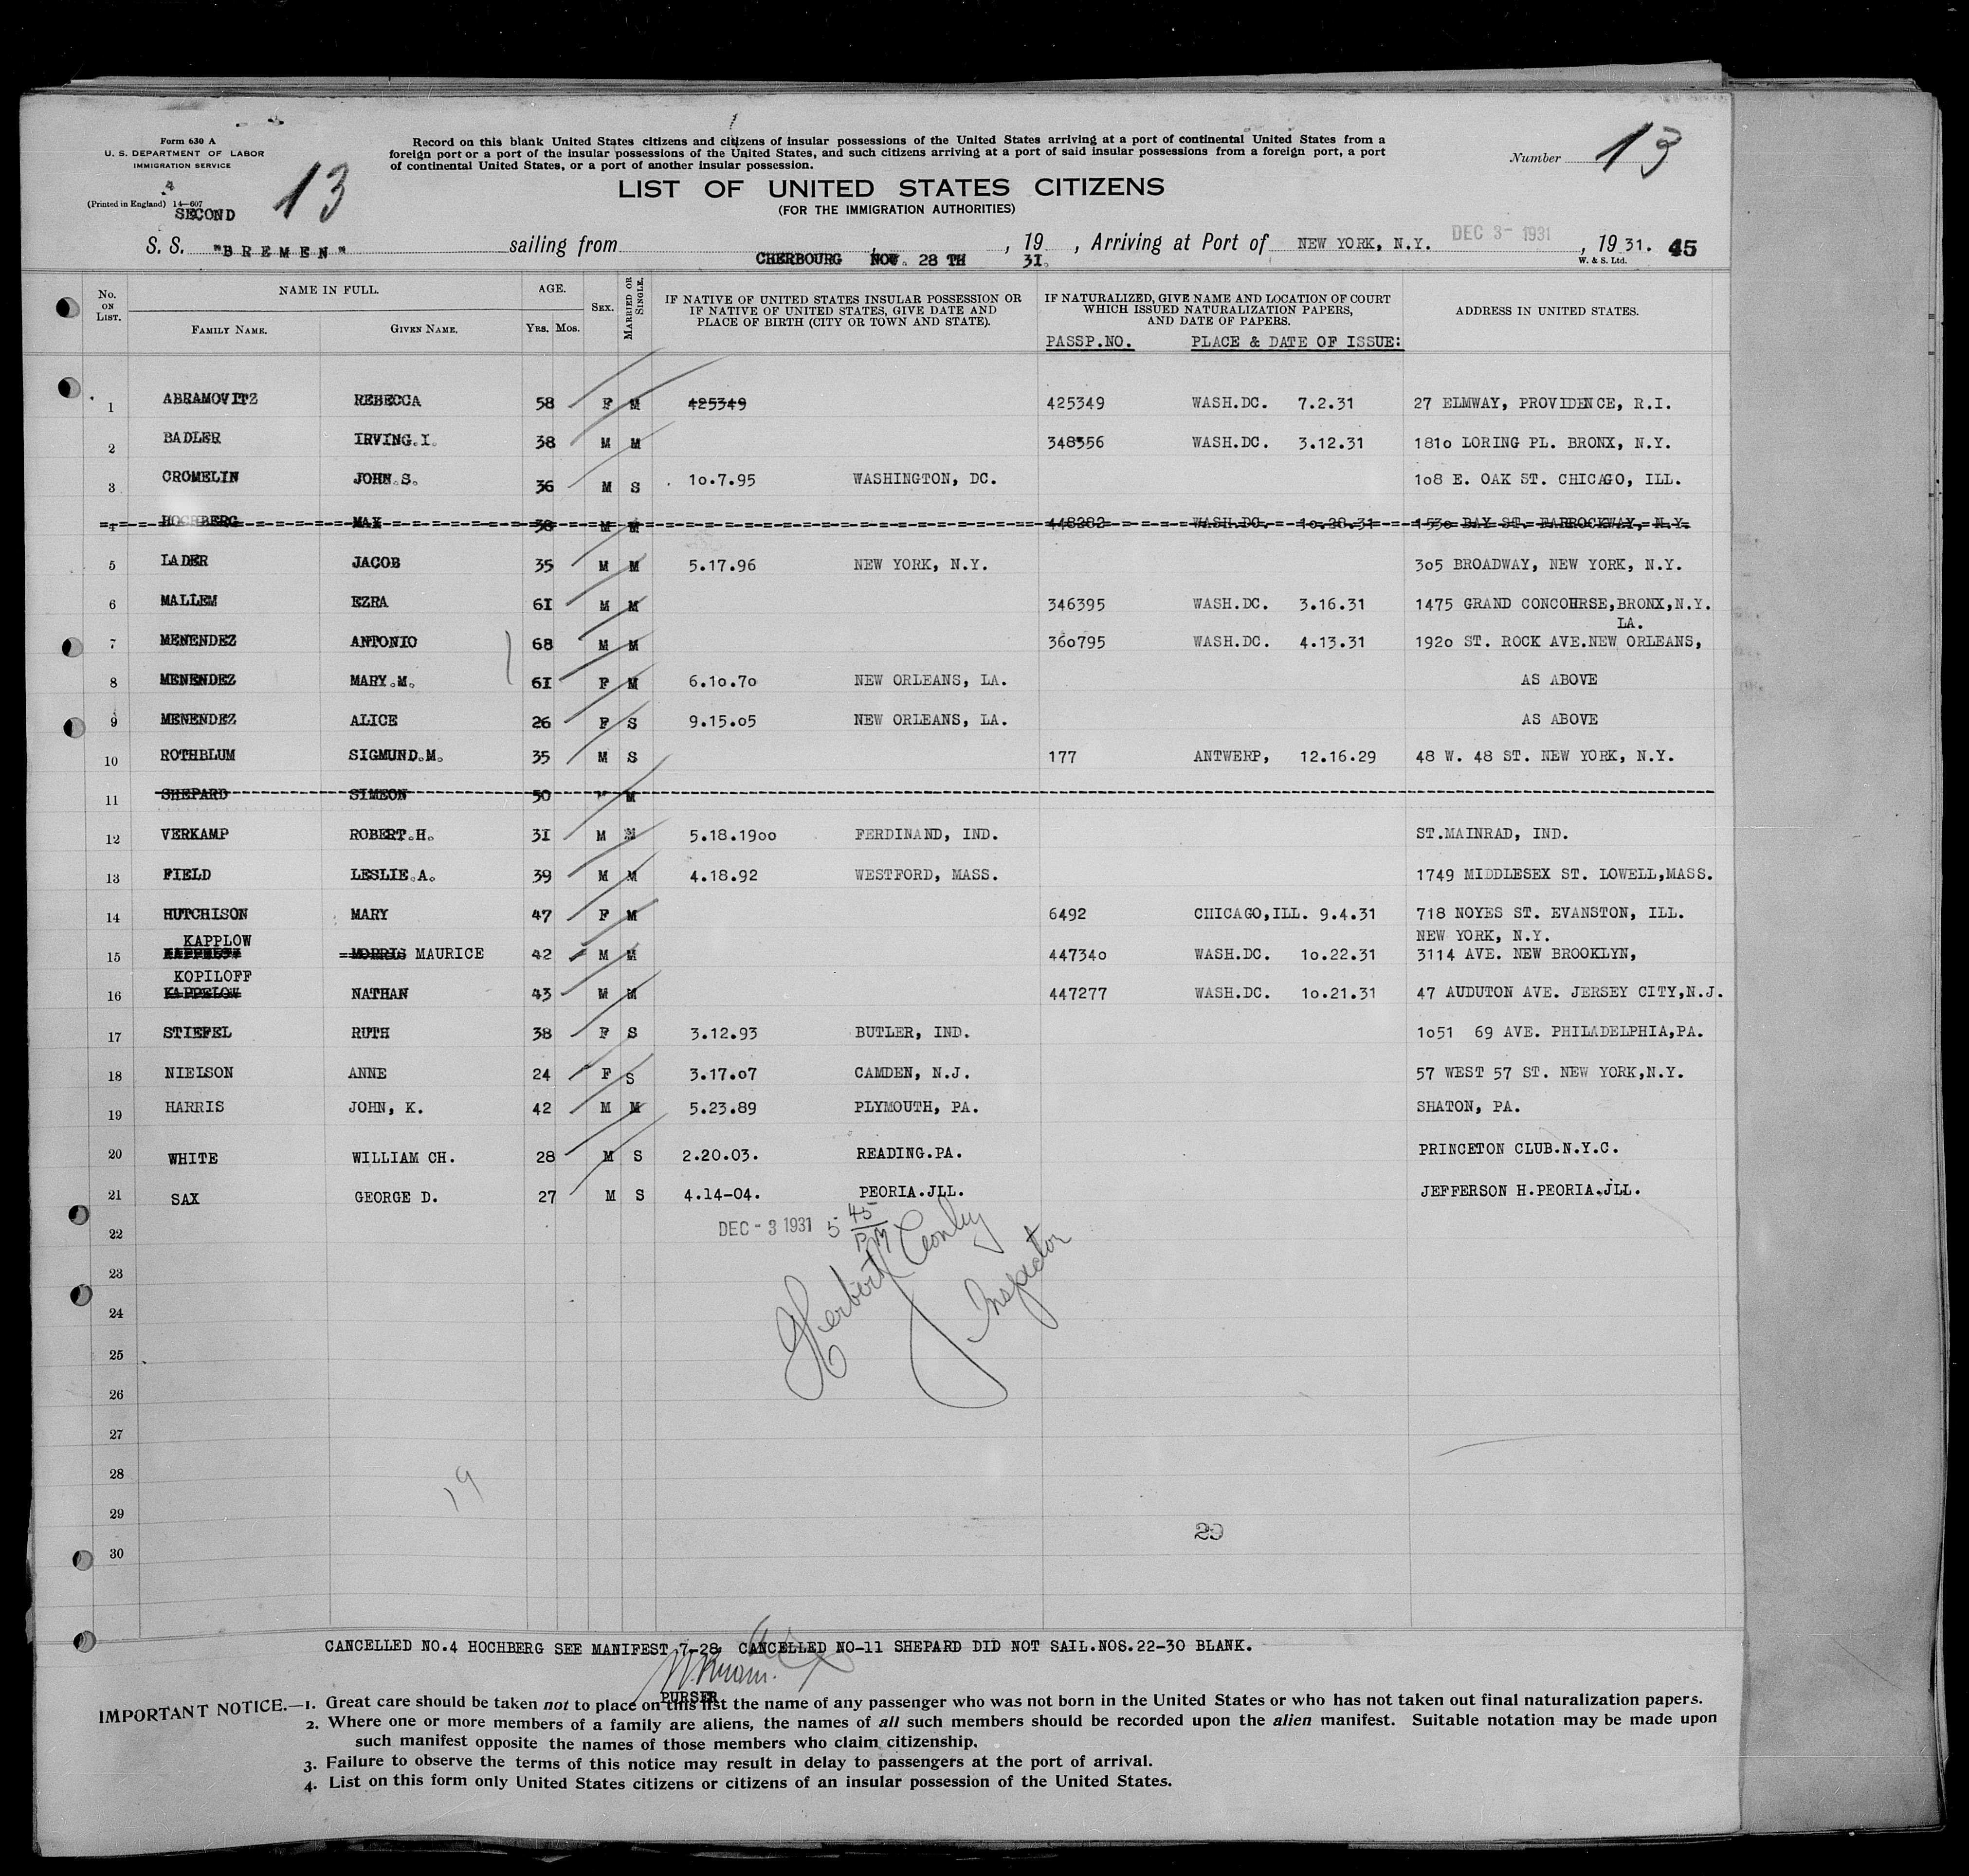 Form 630 A
U. S. DEPARTMENT OF LABOR
IMMIGRATION SERVICE
(Printed in England) 14—607
SECOND
13
Record on this blank United States citizens and citizens of insular possessions of the United States arriving at a port of continental United States from a
foreign port or a port of the insular possessions of the United States, and such citizens arriving at a port of said insular possessions from a foreign port, a port
of continental United States, or a port of another insular possession.
Number 13
LIST OF UNITED STATES CITIZENS
(FOR THE IMMIGRATION AUTHORITIES)
S. S. "BREMEN" sailing from CHERBOURG NOV. 28 TH, 19 31. , Arriving at Port of NEW YORK, N.Y. DEC 3- 1931 , 19 31. 45
W. & S. Ltd.
No. ON LIST. NAME IN FULL. AGE. SEX. MARRIED OR SINGLE. IF NATIVE OF UNITED STATES INSULAR POSSESSION OR IF NATIVE OF UNITED STATES, GIVE DATE AND PLACE OF BIRTH (CITY OR TOWN AND STATE). IF NATURALIZED, GIVE NAME AND LOCATION OF COURT WHICH ISSUED NATURALIZATION PAPERS, AND DATE OF PAPERS. ADDRESS IN UNITED STATES.
FAMILY NAME. GIVEN NAME. YRS. MOS. PASSP.NO. PLACE & DATE OF ISSUE:
1 ABRAMOVITZ REBECCA 58 F M 425349 425349 WASH.DC. 7.2.31 27 ELMWAY, PROVIDENCE, R.I.
2 BADLER IRVING.I. 38 M M 348556 WASH.DC. 3.12.31 1810 LORING PL. BRONX, N.Y.
3 CROMELIN JOHN.S. 36 M S 10.7.95 WASHINGTON, DC. 108 E. OAK ST. CHICAGO, ILL.
4 HOCHBERG MAX 38 M M 448282 WASH.DC. 10.28.31 1530 BAY ST. FARROCKWAY, N.Y.
5 LADER JACOB 35 M M 5.17.96 NEW YORK, N.Y. 305 BROADWAY, NEW YORK, N.Y.
6 MALLEM EZRA 61 M M 346395 WASH.DC. 3.16.31 1475 GRAND CONCOURSE,BRONX,N.Y.
LA.
7 MENENDEZ ANTONIO 68 M M 360795 WASH.DC. 4.13.31 1920 ST. ROCK AVE.NEW ORLEANS,
8 MENENDEZ MARY.M. 61 F M 6.10.70 NEW ORLEANS, LA. AS ABOVE
9 MENENDEZ ALICE 26 F S 9.15.05 NEW ORLEANS, LA. AS ABOVE
10 ROTHBLUM SIGMUND.M. 35 M S 177 ANTWERP, 12.16.29 48 W. 48 ST. NEW YORK, N.Y.
11 SHEPARD SIMEON 50 M M
12 VERKAMP ROBERT.H. 31 M M 5.18.1900 FERDINAND, IND. ST.MAINRAD, IND.
13 FIELD LESLIE.A. 39 M M 4.18.92 WESTFORD, MASS. 1749 MIDDLESEX ST. LOWELL,MASS.
14 HUTCHISON MARY 47 F M 6492 CHICAGO,ILL. 9.4.31 718 NOYES ST. EVANSTON, ILL.
KAPPLOW NEW YORK, N.Y.
15 MORRIS MAURICE 42 M M 447340 WASH.DC. 10.22.31 3114 AVE. NEW BROOKLYN,
KOPILOFF
16 KAPPELOW NATHAN 43 M M 447277 WASH.DC. 10.21.31 47 AUDUTON AVE. JERSEY CITY,N.J.
17 STIEFEL RUTH 38 F S 3.12.93 BUTLER, IND. 1051 69 AVE. PHILADELPHIA,PA.
18 NIELSON ANNE 24 F S 3.17.07 CAMDEN, N.J. 57 WEST 57 ST. NEW YORK,N.Y.
19 HARRIS JOHN, K. 42 M M 5.23.89 PLYMOUTH, PA. SHATON, PA.
20 WHITE WILLIAM CH. 28 M S 2.20.03. READING.PA. PRINCETON CLUB.N.Y.C.
21 SAX GEORGE D. 27 M S 4.14-04. PEORIA.JLL. JEFFERSON H.PEORIA.JLL.
22 DEC - 3 1931 5 45 PM
23 Herbert Conley
24 Inspector
25
26
27
28
19
29
29
30
CANCELLED NO.4 HOCHBERG SEE MANIFEST 7-28, CANCELLED NO-11 SHEPARD DID NOT SAIL.NOS.22-30 BLANK.
PURSER
IMPORTANT NOTICE.—1. Great care should be taken not to place on this list the name of any passenger who was not born in the United States or who has not taken out final naturalization papers.
2. Where one or more members of a family are aliens, the names of all such members should be recorded upon the alien manifest. Suitable notation may be made upon
such manifest opposite the names of those members who claim citizenship.
3. Failure to observe the terms of this notice may result in delay to passengers at the port of arrival.
4. List on this form only United States citizens or citizens of an insular possession of the United States.